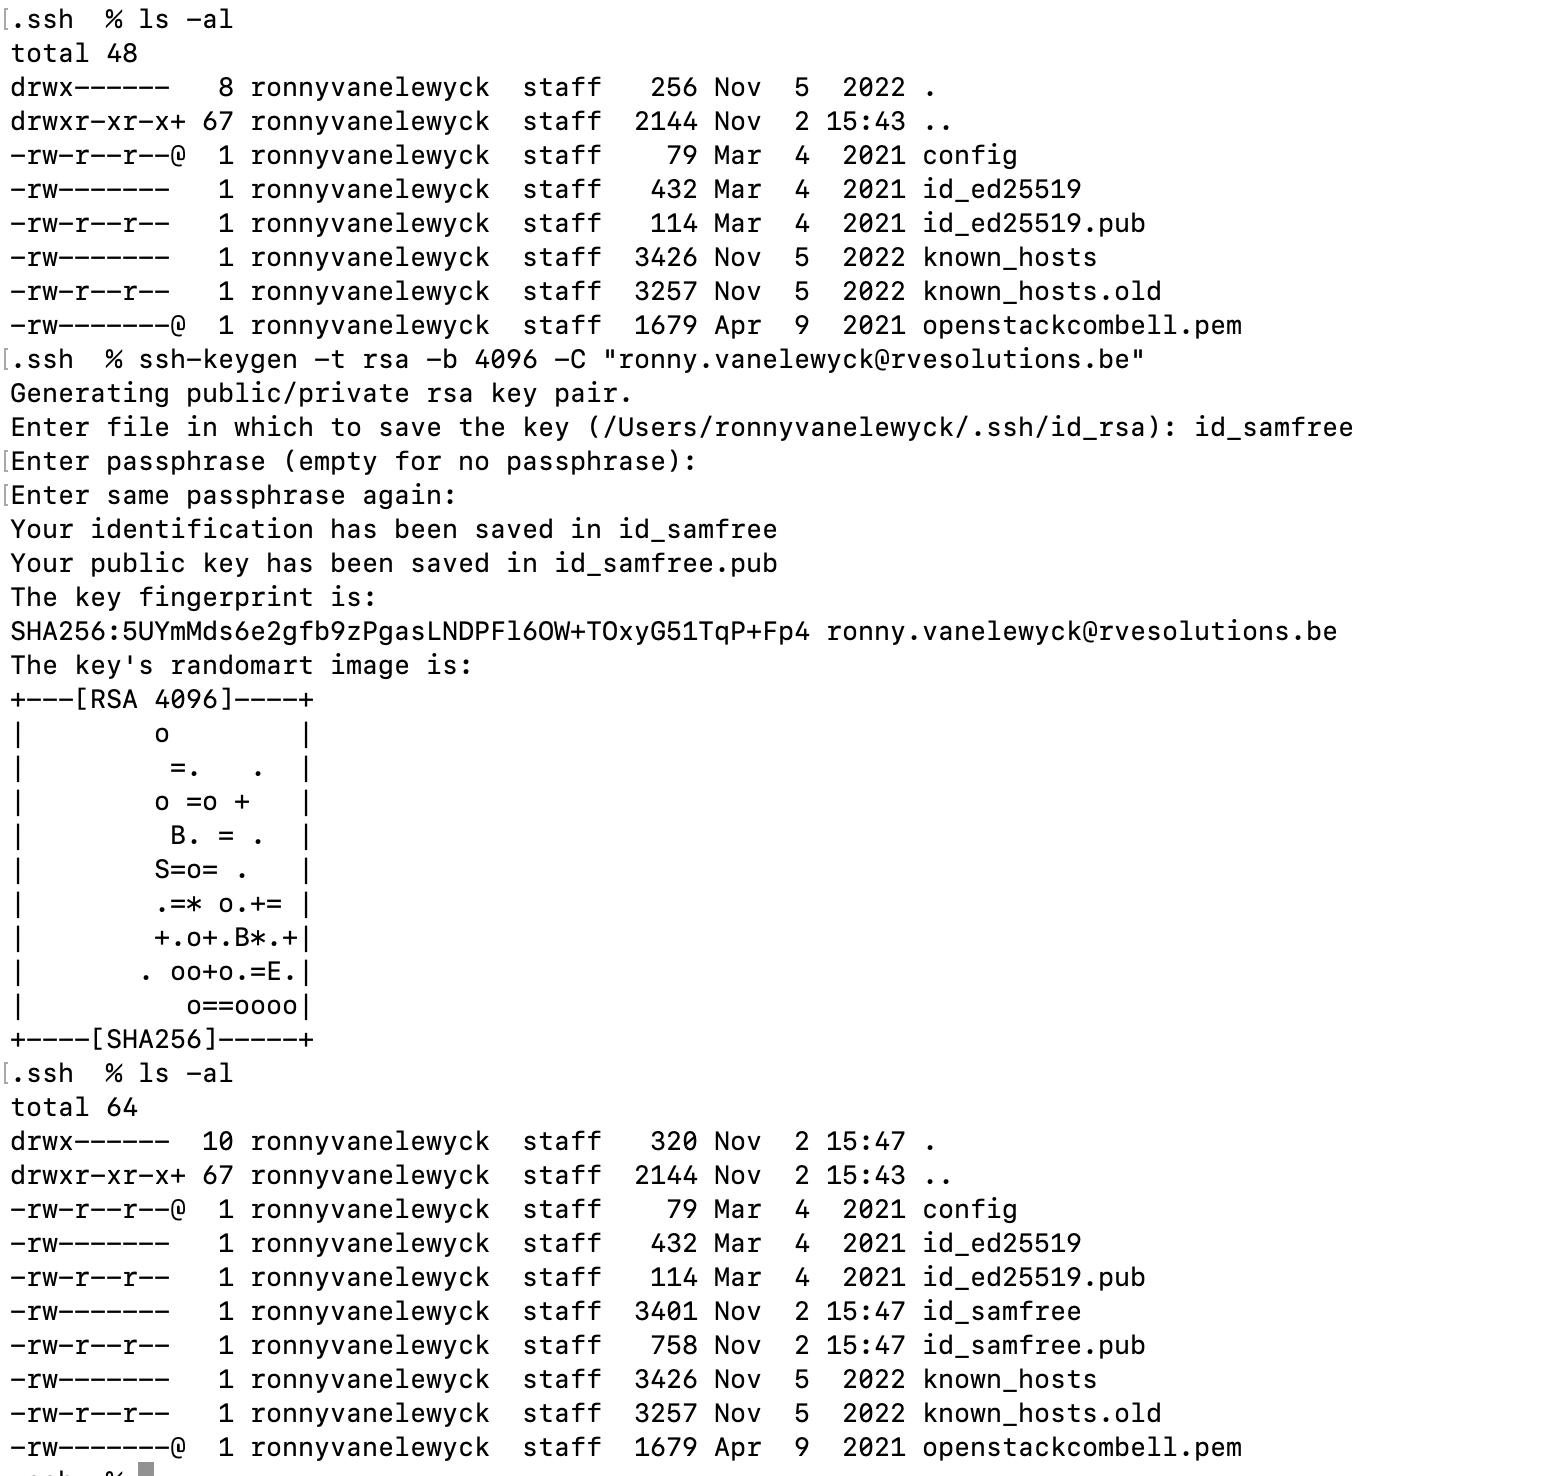 .ssh  % ls -al
total 48
drwx------   8 ronnyvanelewyck  staff   256 Nov  5  2022 .
drwxr-xr-x+ 67 ronnyvanelewyck  staff  2144 Nov  2 15:43 ..
-rw-r--r--@  1 ronnyvanelewyck  staff    79 Mar  4  2021 config
-rw-------   1 ronnyvanelewyck  staff   432 Mar  4  2021 id_ed25519
-rw-r--r--   1 ronnyvanelewyck  staff   114 Mar  4  2021 id_ed25519.pub
-rw-------   1 ronnyvanelewyck  staff  3426 Nov  5  2022 known_hosts
-rw-r--r--   1 ronnyvanelewyck  staff  3257 Nov  5  2022 known_hosts.old
-rw-------@  1 ronnyvanelewyck  staff  1679 Apr  9  2021 openstackcombell.pem
.ssh  % ssh-keygen -t rsa -b 4096 -C "ronny.vanelewyck@rvesolutions.be"
Generating public/private rsa key pair.
Enter file in which to save the key (/Users/ronnyvanelewyck/.ssh/id_rsa): id_samfree
Enter passphrase (empty for no passphrase):
Enter same passphrase again:
Your identification has been saved in id_samfree
Your public key has been saved in id_samfree.pub
The key fingerprint is:
SHA256:5UYmMds6e2gfb9zPgasLNDPFl6OW+TOxyG51TqP+Fp4 ronny.vanelewyck@rvesolutions.be
The key's randomart image is:
+---[RSA 4096]----+
|        o        |
|         =.   .  |
|        o =o +   |
|         B. = .  |
|        S=o= .   |
|        .=* o.+= |
|        +.o+.B*.+|
|       . oo+o.=E.|
|          o==oooo|
+----[SHA256]-----+
.ssh  % ls -al
total 64
drwx------  10 ronnyvanelewyck  staff   320 Nov  2 15:47 .
drwxr-xr-x+ 67 ronnyvanelewyck  staff  2144 Nov  2 15:43 ..
-rw-r--r--@  1 ronnyvanelewyck  staff    79 Mar  4  2021 config
-rw-------   1 ronnyvanelewyck  staff   432 Mar  4  2021 id_ed25519
-rw-r--r--   1 ronnyvanelewyck  staff   114 Mar  4  2021 id_ed25519.pub
-rw-------   1 ronnyvanelewyck  staff  3401 Nov  2 15:47 id_samfree
-rw-r--r--   1 ronnyvanelewyck  staff   758 Nov  2 15:47 id_samfree.pub
-rw-------   1 ronnyvanelewyck  staff  3426 Nov  5  2022 known_hosts
-rw-r--r--   1 ronnyvanelewyck  staff  3257 Nov  5  2022 known_hosts.old
-rw-------@  1 ronnyvanelewyck  staff  1679 Apr  9  2021 openstackcombell.pem